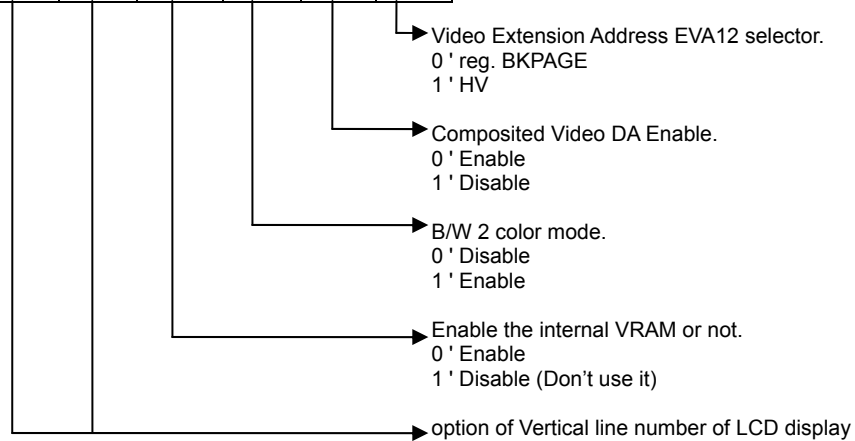 Video Extension Address EVA12 selector.
0 ' reg. BKPAGE
1 ' HV
Composited Video DA Enable.
0 ' Enable
1 ' Disable
B/W 2 color mode.
0 ' Disable
1 ' Enable
Enable the internal VRAM or not.
0 ' Enable
1 ' Disable (Don’t use it)
option of Vertical line number of LCD display